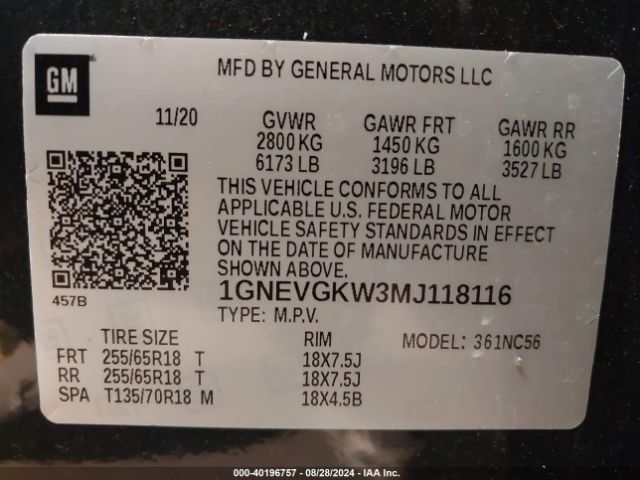 GM
MFD BY GENERAL MOTORS LLC
11/20 GVWR GAWR FRT GAWR RR
2800 KG 1450 KG 1600 KG
6173 LB 3196 LB 3527 LB
THIS VEHICLE CONFORMS TO ALL
APPLICABLE U.S. FEDERAL MOTOR
VEHICLE SAFETY STANDARDS IN EFFECT
ON THE DATE OF MANUFACTURE
SHOWN ABOVE.
457B
1GNEVGKW3MJ118116
TYPE: M.P.V.
TIRE SIZE RIM MODEL: 361NC56
FRT 255/65R18 T 18X7.5J
RR 255/65R18 T 18X7.5J
SPA T135/70R18 M 18X4.5B
000-40196757 - 08/28/2024 - IAAI.COM